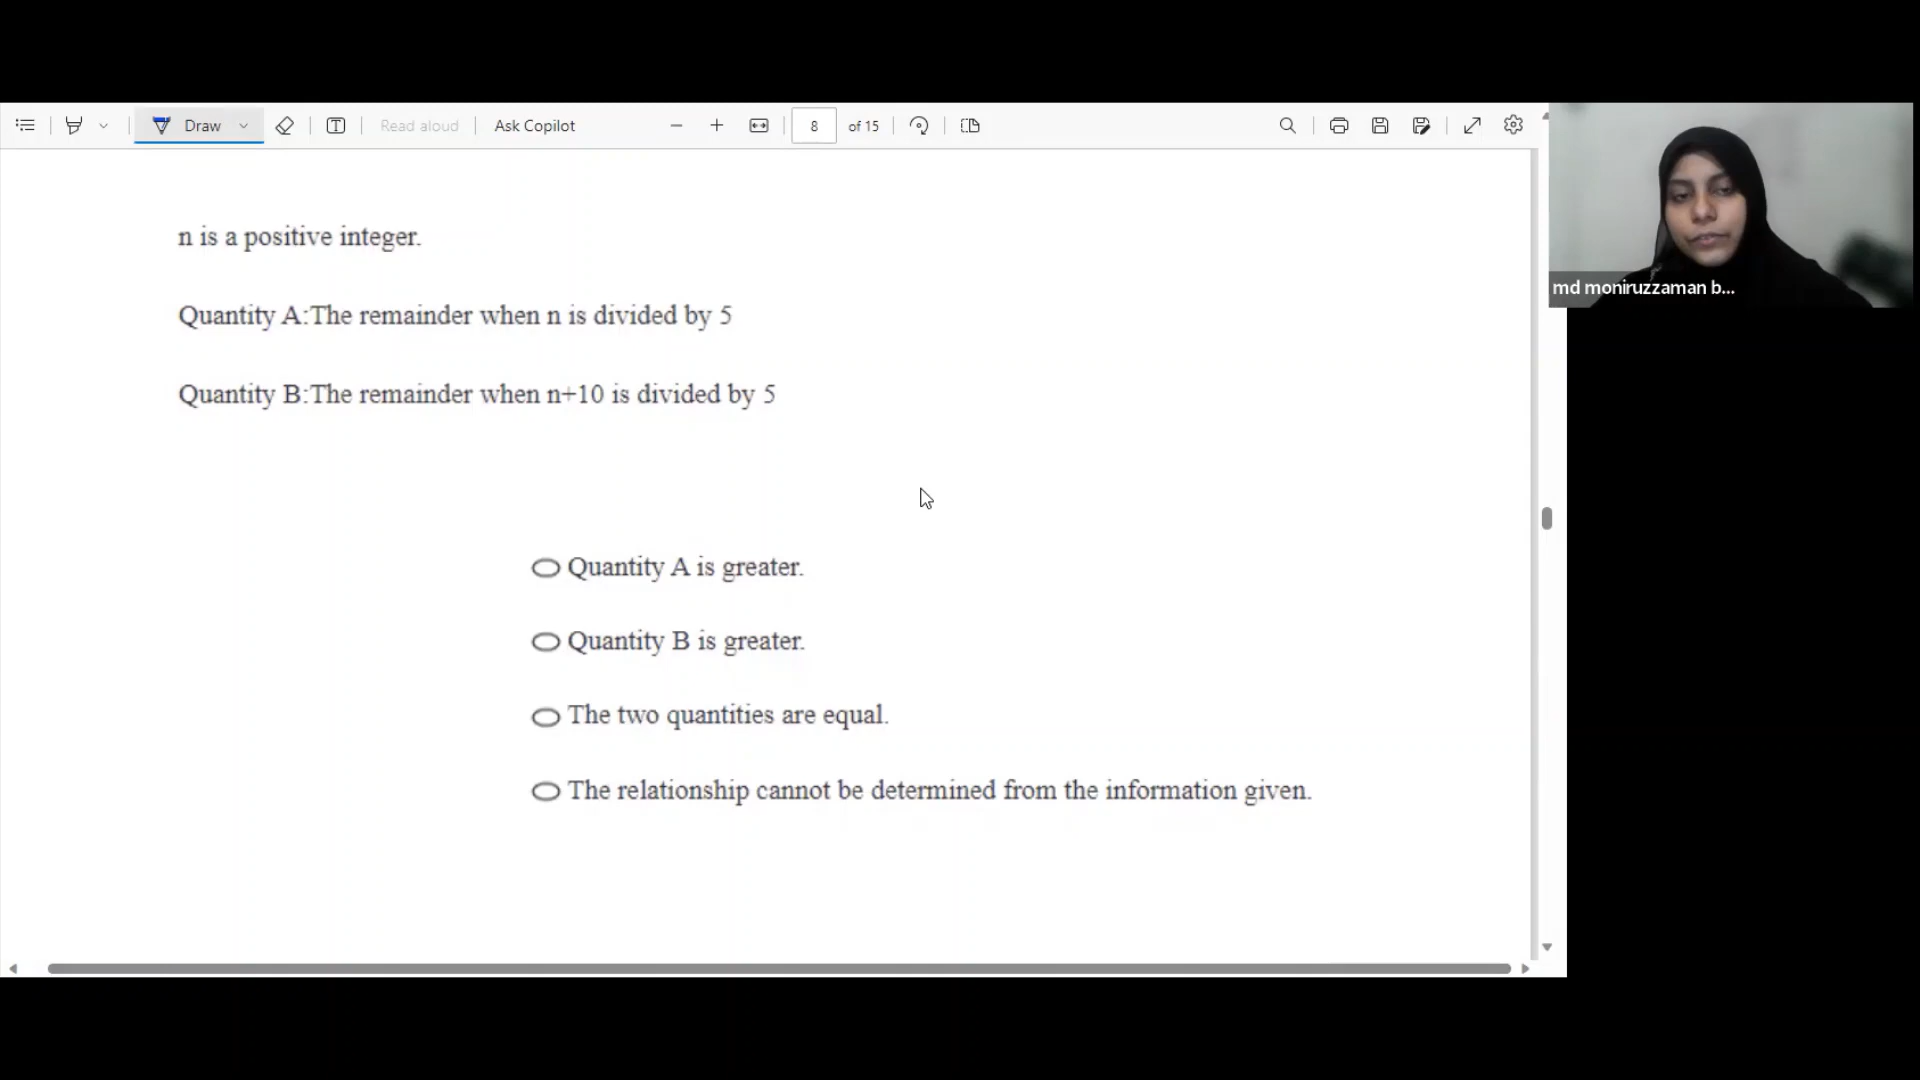 Draw
Read aloud
Ask Copilot
8
of 15
md moniruzzaman b...
n is a positive integer.
Quantity A:The remainder when n is divided by 5
Quantity B:The remainder when n+10 is divided by 5
Quantity A is greater.
Quantity B is greater.
The two quantities are equal.
The relationship cannot be determined from the information given.